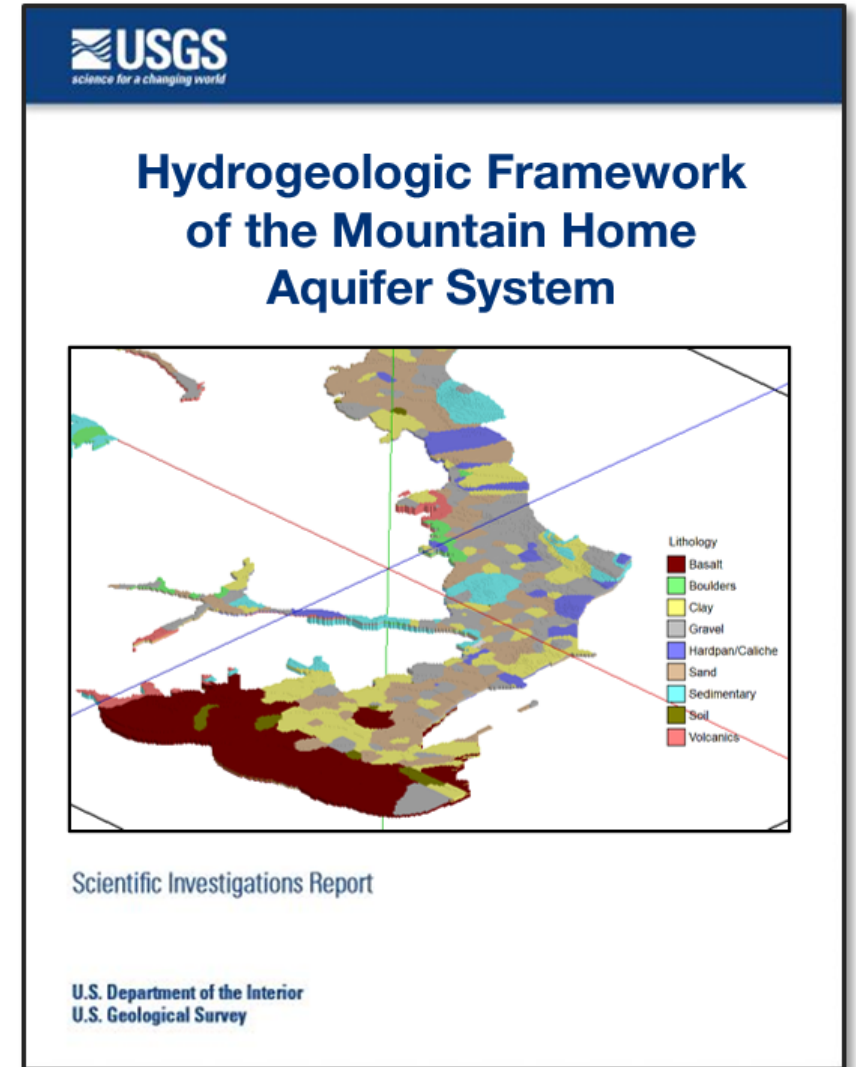 USGS
science for a changing world
Hydrogeologic Framework
of the Mountain Home
Aquifer System
Lithology
Basalt
Boulders
Clay
Gravel
Hardpan/Caliche
Sand
Sedimentary
Soil
Volcanics
Scientific Investigations Report
U.S. Department of the Interior
U.S. Geological Survey